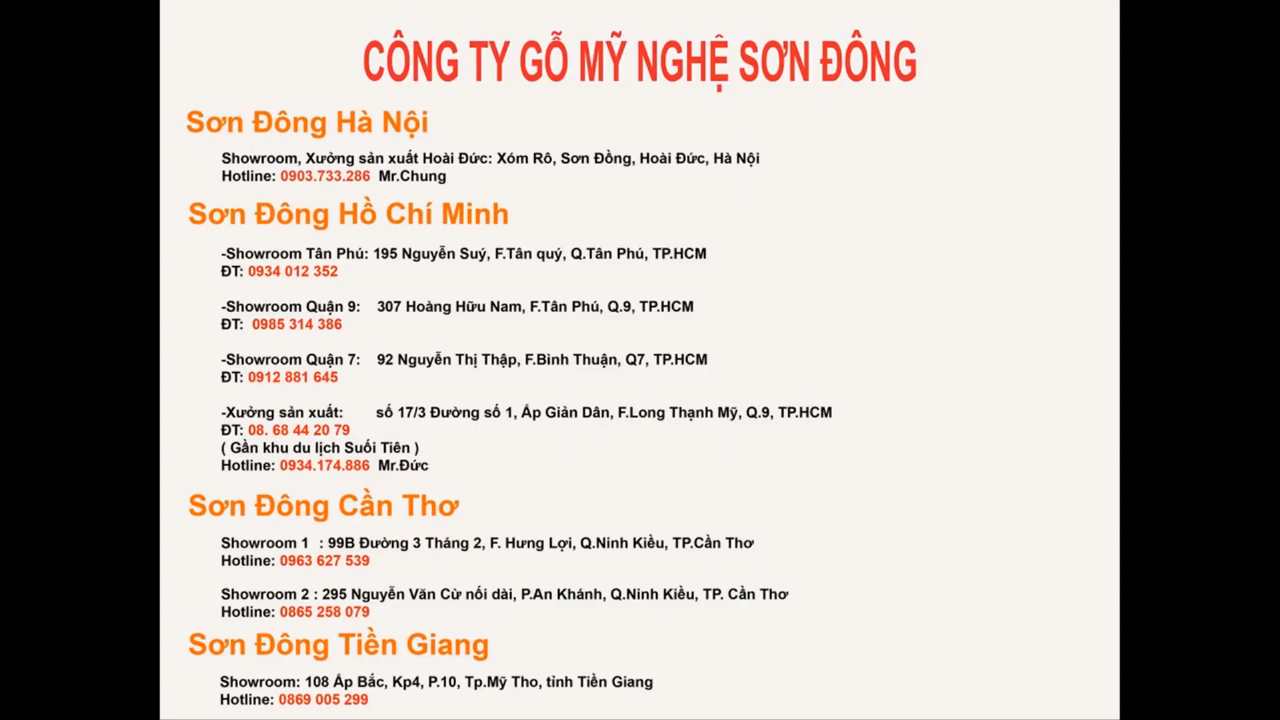 CÔNG TY GỖ MỸ NGHỆ SƠN ĐÔNG
Sơn Đông Hà Nội
Showroom, Xưởng sản xuất Hoài Đức: Xóm Rô, Sơn Đồng, Hoài Đức, Hà Nội
Hotline: 0903.733.286 Mr.Chung
Sơn Đông Hồ Chí Minh
-Showroom Tân Phú: 195 Nguyễn Suý, F.Tân quý, Q.Tân Phú, TP.HCM
ĐT: 0934 012 352
-Showroom Quận 9: 307 Hoàng Hữu Nam, F.Tân Phú, Q.9, TP.HCM
ĐT: 0985 314 386
-Showroom Quận 7: 92 Nguyễn Thị Thập, F.Bình Thuận, Q7, TP.HCM
ĐT: 0912 881 645
-Xưởng sản xuất: số 17/3 Đường số 1, Ấp Giản Dân, F.Long Thạnh Mỹ, Q.9, TP.HCM
ĐT: 08. 68 44 20 79
( Gần khu du lịch Suối Tiên )
Hotline: 0934.174.886 Mr.Đức
Sơn Đông Cần Thơ
Showroom 1 : 99B Đường 3 Tháng 2, F. Hưng Lợi, Q.Ninh Kiều, TP.Cần Thơ
Hotline: 0963 627 539
Showroom 2 : 295 Nguyễn Văn Cừ nối dài, P.An Khánh, Q.Ninh Kiều, TP. Cần Thơ
Hotline: 0865 258 079
Sơn Đông Tiền Giang
Showroom: 108 Ấp Bắc, Kp4, P.10, Tp.Mỹ Tho, tỉnh Tiền Giang
Hotline: 0869 005 299